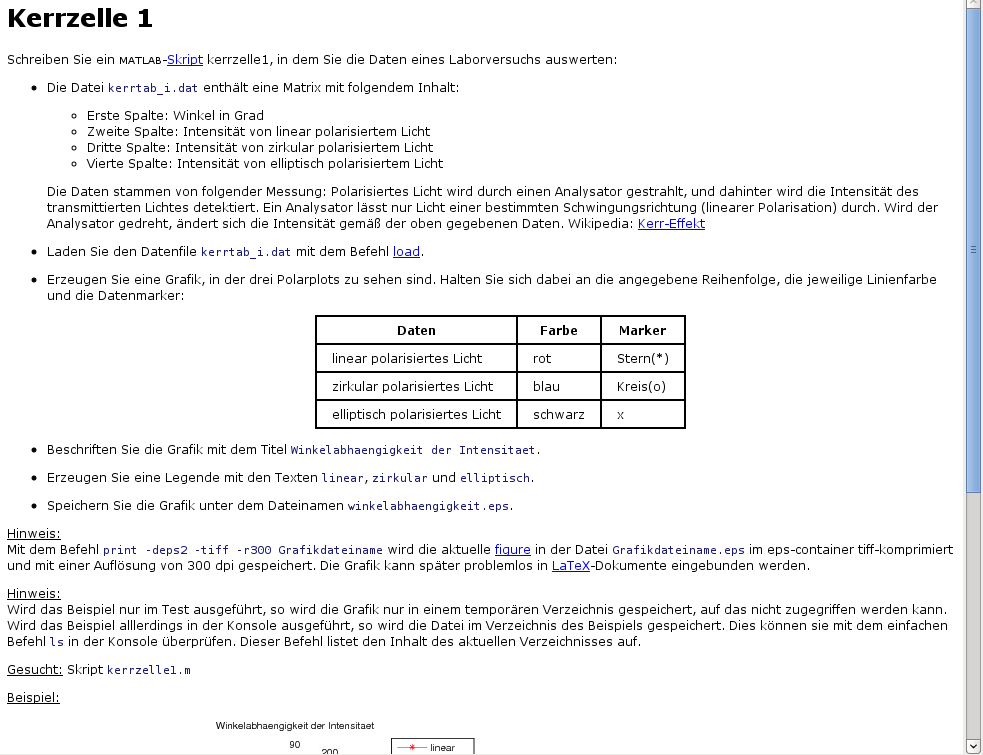 Kerrzelle 1
Schreiben Sie ein MATLAB-Skript kerrzelle1, in dem Sie die Daten eines Laborversuchs auswerten:
• Die Datei kerrtab_i.dat enthält eine Matrix mit folgendem Inhalt:
◦ Erste Spalte: Winkel in Grad
◦ Zweite Spalte: Intensität von linear polarisiertem Licht
◦ Dritte Spalte: Intensität von zirkular polarisiertem Licht
◦ Vierte Spalte: Intensität von elliptisch polarisiertem Licht
Die Daten stammen von folgender Messung: Polarisiertes Licht wird durch einen Analysator gestrahlt, und dahinter wird die Intensität des
transmittierten Lichtes detektiert. Ein Analysator lässt nur Licht einer bestimmten Schwingungsrichtung (linearer Polarisation) durch. Wird der
Analysator gedreht, ändert sich die Intensität gemäß der oben gegebenen Daten. Wikipedia: Kerr-Effekt
• Laden Sie den Datenfile kerrtab_i.dat mit dem Befehl load.
• Erzeugen Sie eine Grafik, in der drei Polarplots zu sehen sind. Halten Sie sich dabei an die angegebene Reihenfolge, die jeweilige Linienfarbe
und die Datenmarker:
Daten Farbe Marker
linear polarisiertes Licht rot Stern(*)
zirkular polarisiertes Licht blau Kreis(o)
elliptisch polarisiertes Licht schwarz x
• Beschriften Sie die Grafik mit dem Titel Winkelabhaengigkeit der Intensitaet.
• Erzeugen Sie eine Legende mit den Texten linear, zirkular und elliptisch.
• Speichern Sie die Grafik unter dem Dateinamen winkelabhaengigkeit.eps.
Hinweis:
Mit dem Befehl print -deps2 -tiff -r300 Grafikdateiname wird die aktuelle figure in der Datei Grafikdateiname.eps im eps-container tiff-komprimiert
und mit einer Auflösung von 300 dpi gespeichert. Die Grafik kann später problemlos in LaTeX-Dokumente eingebunden werden.
Hinweis:
Wird das Beispiel nur im Test ausgeführt, so wird die Grafik nur in einem temporären Verzeichnis gespeichert, auf das nicht zugegriffen werden kann.
Wird das Beispiel alllerdings in der Konsole ausgeführt, so wird die Datei im Verzeichnis des Beispiels gespeichert. Dies können sie mit dem einfachen
Befehl ls in der Konsole überprüfen. Dieser Befehl listet den Inhalt des aktuellen Verzeichnisses auf.
Gesucht: Skript kerrzelle1.m
Beispiel:
Winkelabhaengigkeit der Intensitaet
90 200 linear